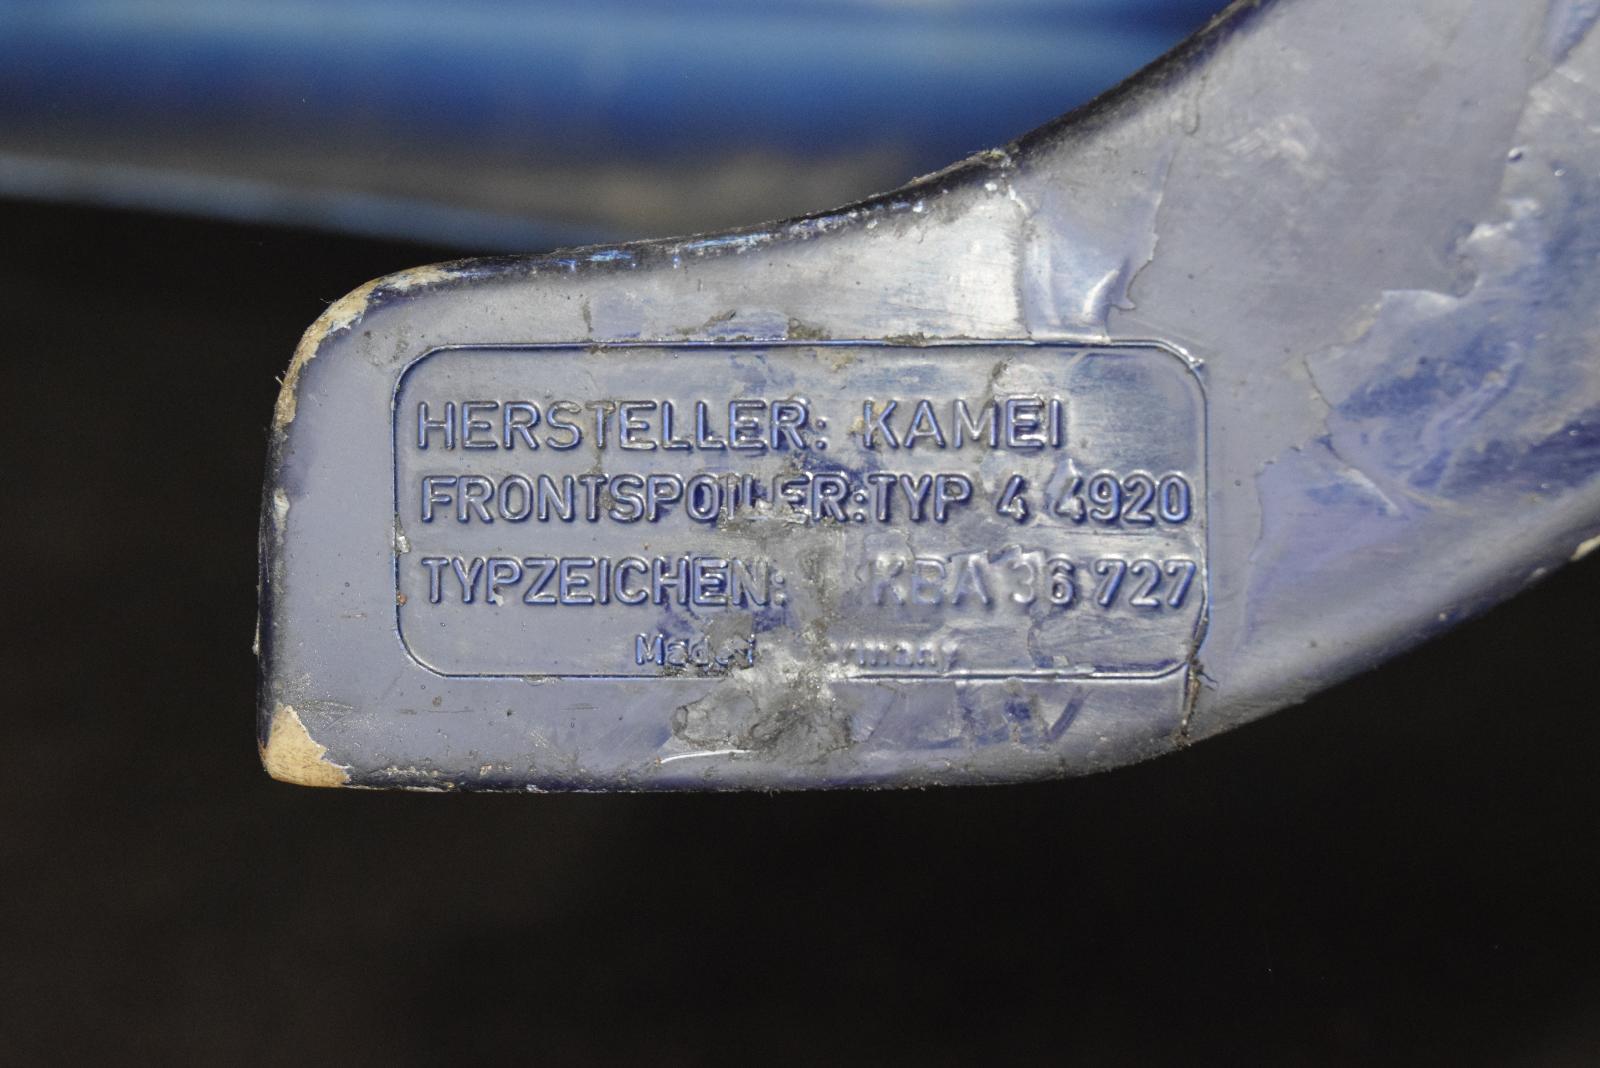 HERSTELLER: KAMEI
FRONTSPOILER:TYP 4 4920
TYPZEICHEN: KBA 36 727
Made